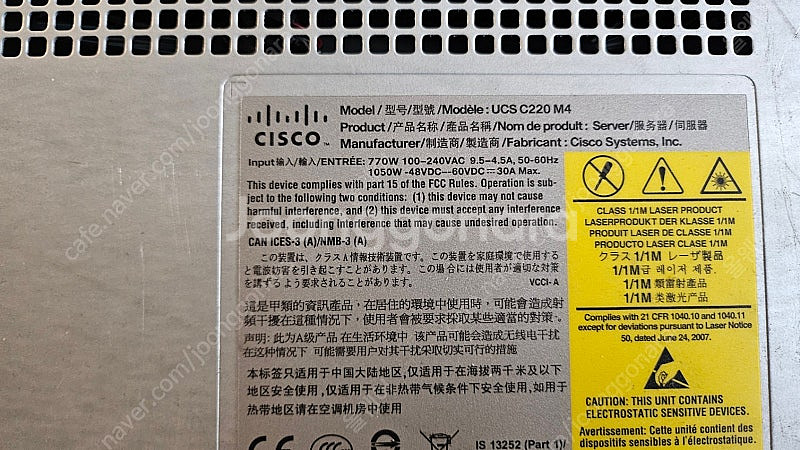 CISCO
Model/型号/型號/Modèle: UCS C220 M4
Product/产品名称/產品名稱/Nom de produit: Server/服务器/伺服器
Manufacturer/制造商/製造商/Fabricant: Cisco Systems, Inc.
Input输入/輸入/ENTRÉE: 770W 100-240VAC 9.5-4.5A, 50-60Hz
1050W -48VDC--60VDC⎓30A Max.
This device complies with part 15 of the FCC Rules. Operation is sub-
ject to the following two conditions: (1) this device may not cause
harmful interference, and (2) this device must accept any interference
received, including interference that may cause undesired operation.
CAN ICES-3 (A)/NMB-3 (A)
この装置は、クラスA情報技術装置です。この装置を家庭環境で使用する
と電波妨害を引き起こすことがあります。この場合には使用者が適切な対策
を講ずるよう要求されることがあります。 VCCI-A
這是甲類的資訊產品，在居住的環境中使用時，可能會造成射
頻干擾在這種情況下，使用者會被要求採取某些適當的對策。
声明: 此为A级产品 在生活环境中 该产品可能会造成无线电干扰
在这种情况下 可能需要用户对其干扰采取切实可行的措施
本标签只适用于中国大陆地区,仅适用于在海拔两千米及以下
地区安全使用,仅适用于在非热带气候条件下安全使用,如用于
热带地区请在空调机房中使用
IS 13252 (Part 1)/
CLASS 1/1M LASER PRODUCT
LASERPRODUKT DER KLASSE 1/1M
PRODUIT LASER DE CLASSE 1/1M
PRODUCTO LASER CLASE 1/1M
クラス 1/1M レーザ製品
1/1M급 레이저 제품.
1/1M 類雷射產品
1/1M 类激光产品
Complies with 21 CFR 1040.10 and 1040.11
except for deviations pursuant to Laser Notice
50, dated June 24, 2007.
CAUTION: THIS UNIT CONTAINS
ELECTROSTATIC SENSITIVE DEVICES.
Avertissement: Cette unité contient des
dispositifs sensibles à l'électrostatique.
cafe.naver.com/joonggonara
Joonggonara